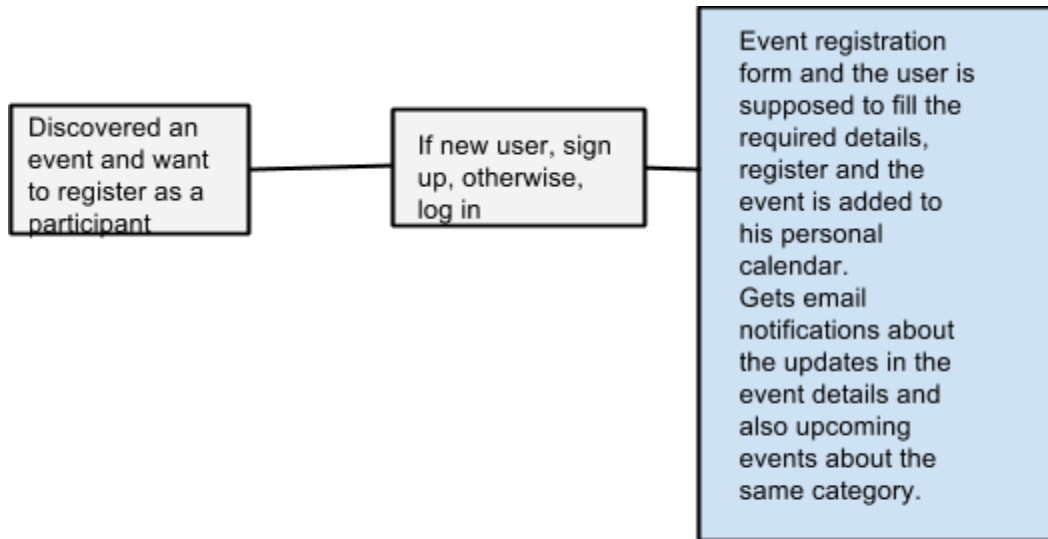 Discovered an
event and want
to register as a
participant
If new user, sign
up, otherwise,
log in
Event registration
form and the user is
supposed to fill the
required details,
register and the
event is added to
his personal
calendar.
Gets email
notifications about
the updates in the
event details and
also upcoming
events about the
same category.